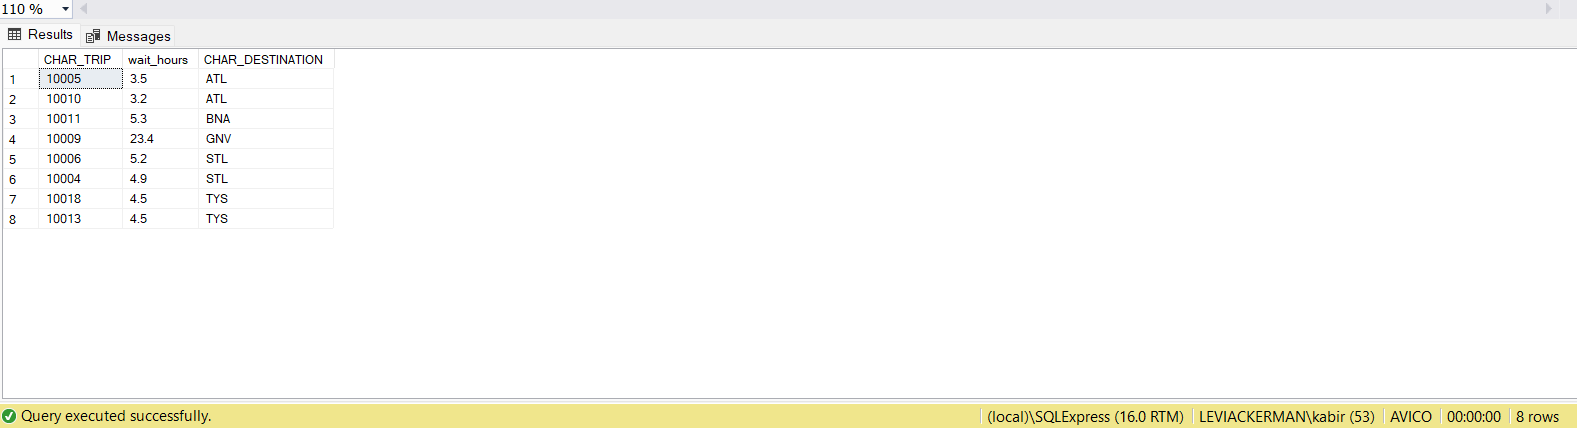 110 %
Results Messages
CHAR_TRIP wait_hours CHAR_DESTINATION
1 10005 3.5 ATL
2 10010 3.2 ATL
3 10011 5.3 BNA
4 10009 23.4 GNV
5 10006 5.2 STL
6 10004 4.9 STL
7 10018 4.5 TYS
8 10013 4.5 TYS
Query executed successfully. (local)\SQLExpress (16.0 RTM) LEVIACKERMAN\kabir (53) AVICO 00:00:00 8 rows